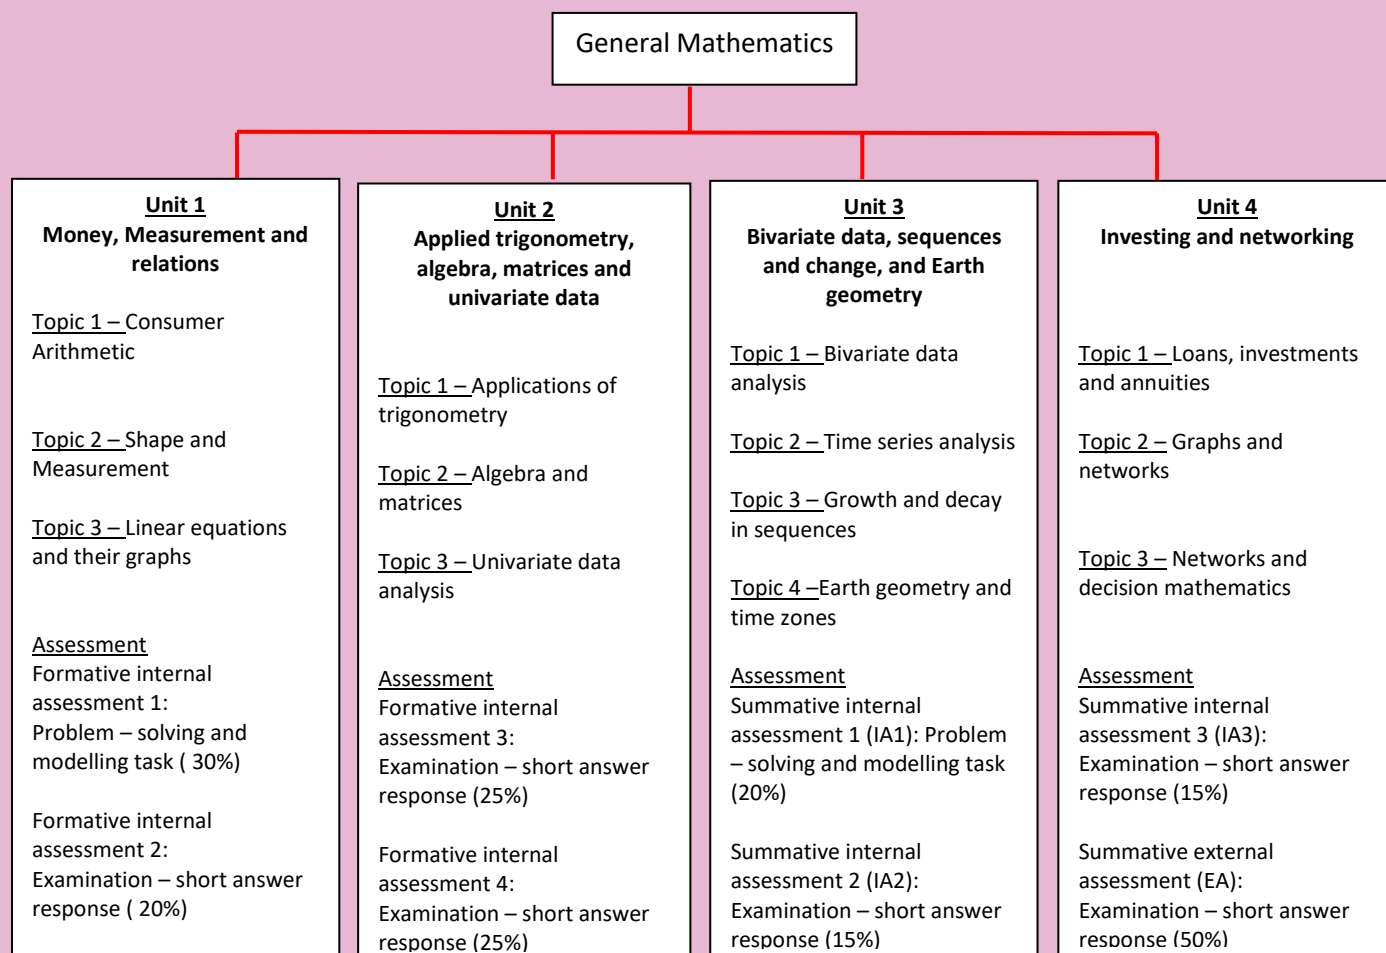 General Mathematics
Unit 1
Money, Measurement and
relations
Topic 1 – Consumer
Arithmetic
Topic 2 – Shape and
Measurement
Topic 3 – Linear equations
and their graphs
Assessment
Formative internal
assessment 1:
Problem – solving and
modelling task ( 30%)
Formative internal
assessment 2:
Examination – short answer
response ( 20%)
Unit 2
Applied trigonometry,
algebra, matrices and
univariate data
Topic 1 – Applications of
trigonometry
Topic 2 – Algebra and
matrices
Topic 3 – Univariate data
analysis
Assessment
Formative internal
assessment 3:
Examination – short answer
response (25%)
Formative internal
assessment 4:
Examination – short answer
response (25%)
Unit 3
Bivariate data, sequences
and change, and Earth
geometry
Topic 1 – Bivariate data
analysis
Topic 2 – Time series analysis
Topic 3 – Growth and decay
in sequences
Topic 4 –Earth geometry and
time zones
Assessment
Summative internal
assessment 1 (IA1): Problem
– solving and modelling task
(20%)
Summative internal
assessment 2 (IA2):
Examination – short answer
response (15%)
Unit 4
Investing and networking
Topic 1 – Loans, investments
and annuities
Topic 2 – Graphs and
networks
Topic 3 – Networks and
decision mathematics
Assessment
Summative internal
assessment 3 (IA3):
Examination – short answer
response (15%)
Summative external
assessment (EA):
Examination – short answer
response (50%)